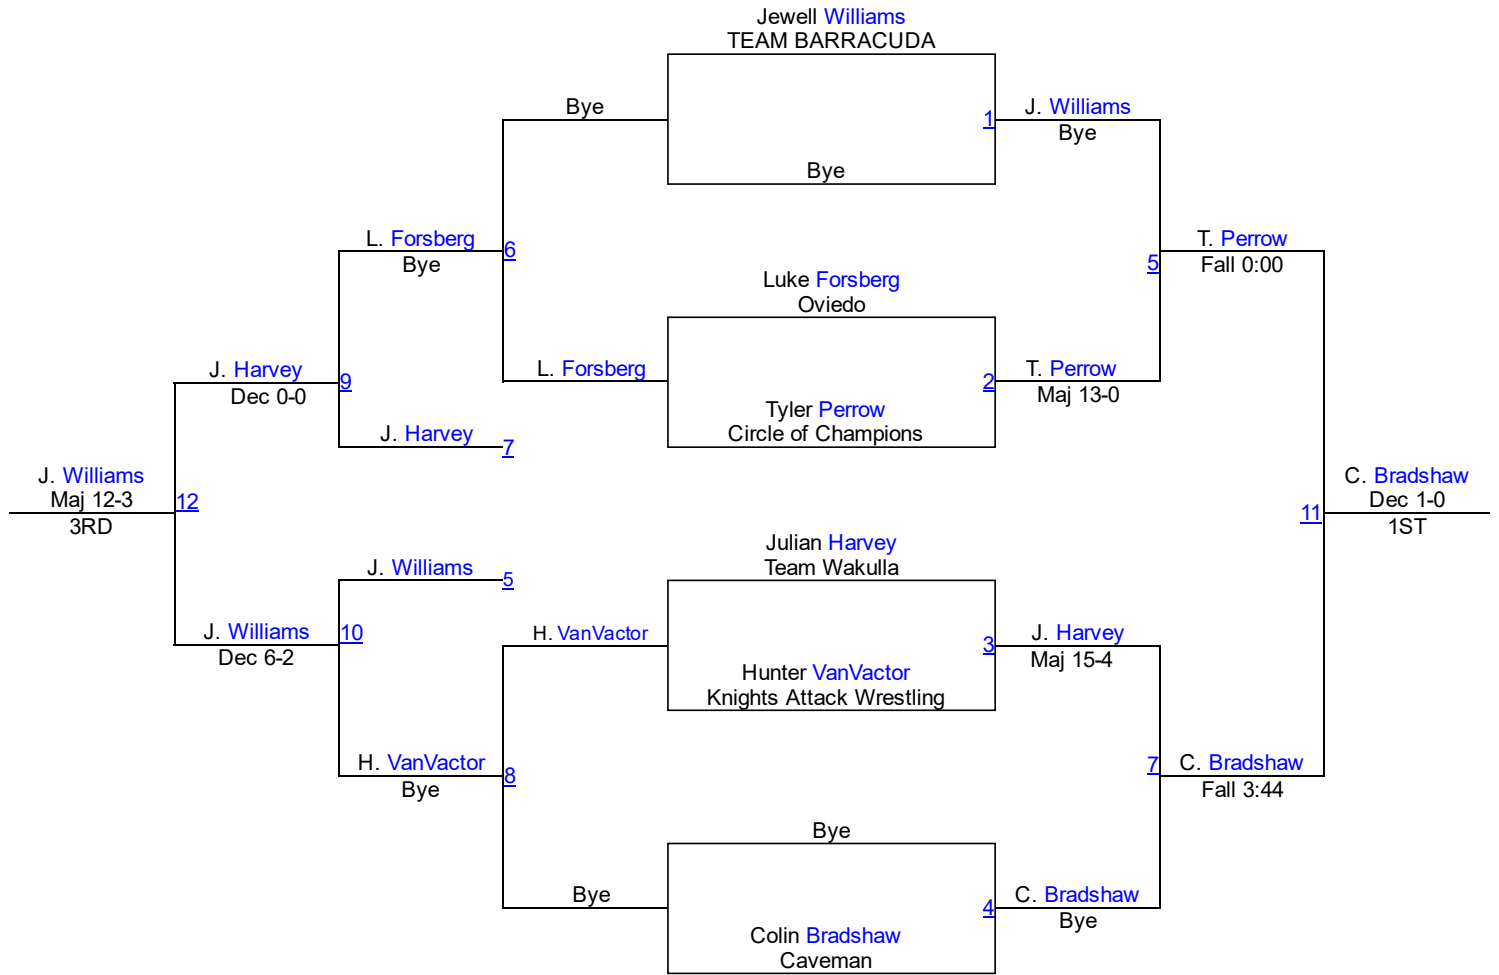 Jewell Williams
TEAM BARRACUDA
Bye
1
J. Williams
Bye
Bye
L. Forsberg
Bye
6
T. Perrow
Fall 0:00
5
Luke Forsberg
Oviedo
J. Harvey
Dec 0-0
9
L. Forsberg
2
T. Perrow
Maj 13-0
Tyler Perrow
Circle of Champions
J. Harvey
7
J. Williams
Maj 12-3
3RD
12
C. Bradshaw
Dec 1-0
1ST
11
Julian Harvey
Team Wakulla
J. Williams
5
J. Williams
Dec 6-2
10
H. VanVactor
3
J. Harvey
Maj 15-4
Hunter VanVactor
Knights Attack Wrestling
H. VanVactor
Bye
8
7
C. Bradshaw
Fall 3:44
Bye
Bye
4
C. Bradshaw
Bye
Colin Bradshaw
Caveman